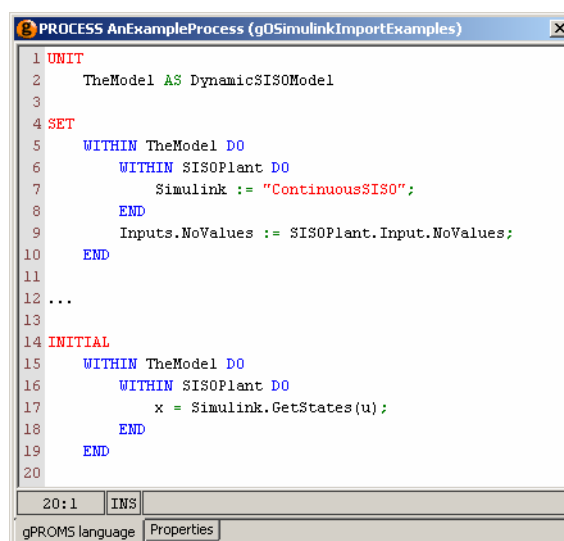 PROCESS AnExampleProcess (gOSimulinkImportExamples)
1 UNIT
2     TheModel AS DynamicSISOModel
3
4 SET
5     WITHIN TheModel DO
6         WITHIN SISOPlant DO
7             Simulink := "ContinuousSISO";
8         END
9         Inputs.NoValues := SISOPlant.Input.NoValues;
10     END
11
12 ...
13
14 INITIAL
15     WITHIN TheModel DO
16         WITHIN SISOPlant DO
17             x = Simulink.GetStates(u);
18         END
19     END
20
20:1 INS
gPROMS language Properties